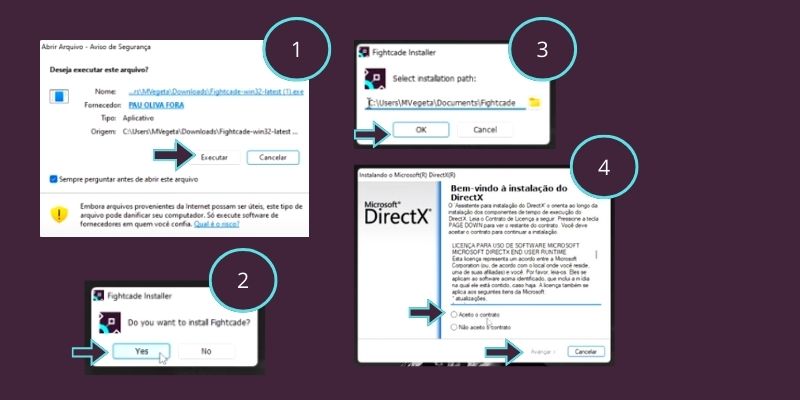 1
Abrir Arquivo - Aviso de Segurança
Deseja executar este arquivo?
Nome: ...rs\MVegeta\Downloads\Fightcade-win32-latest (1).exe
Fornecedor: PAU OLIVA FORA
Tipo: Aplicativo
Origem: C:\Users\MVegeta\Downloads\Fightcade-win32-latest ...
Executar Cancelar
Sempre perguntar antes de abrir este arquivo
Embora arquivos provenientes da Internet possam ser úteis, este tipo de
arquivo pode danificar seu computador. Só execute software de
fornecedores em quem você confia. Qual é o risco?
2
Fightcade Installer
Do you want to install Fightcade?
Yes No
3
Fightcade Installer
Select installation path:
C:\Users\MVegeta\Documents\Fightcade
OK Cancel
4
Instalando o Microsoft(R) DirectX(R)
Microsoft®
DirectX®
Bem-vindo à instalação do
DirectX
O Assistente para instalação do DirectX® o orienta ao longo da
instalação dos componentes de tempo de execução do
DirectX. Leia o Contrato de Licença a seguir. Pressione a tecla
PAGE DOWN para ver o restante do contrato. Você deve
aceitar o contrato para continuar a instalação.
LICENÇA PARA USO DE SOFTWARE MICROSOFT
MICROSOFT DIRECTX END USER RUNTIME
Esta licença representa um acordo entre a Microsoft
Corporation (ou, de acordo com o local onde você reside,
uma de suas afiliadas) e você. Por favor, leia-os. Eles se
aplicam ao software acima identificado, que inclui a mídia
na qual ele está contido, caso haja. A licença também se
aplica aos seguintes itens da Microsoft.
* atualizações.
Aceito o contrato
Não aceito o contrato
Avançar > Cancelar